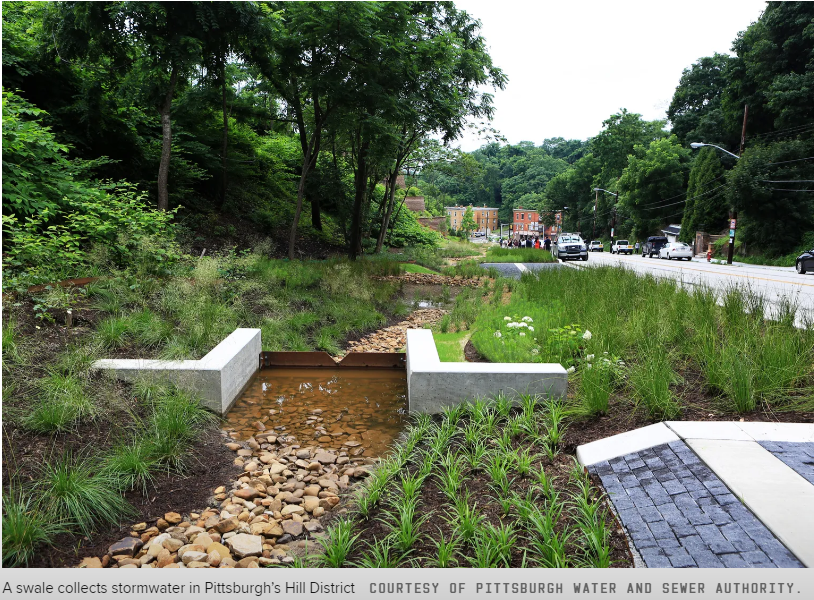 A swale collects stormwater in Pittsburgh's Hill District COURTESY OF PITTSBURGH WATER AND SEWER AUTHORITY.